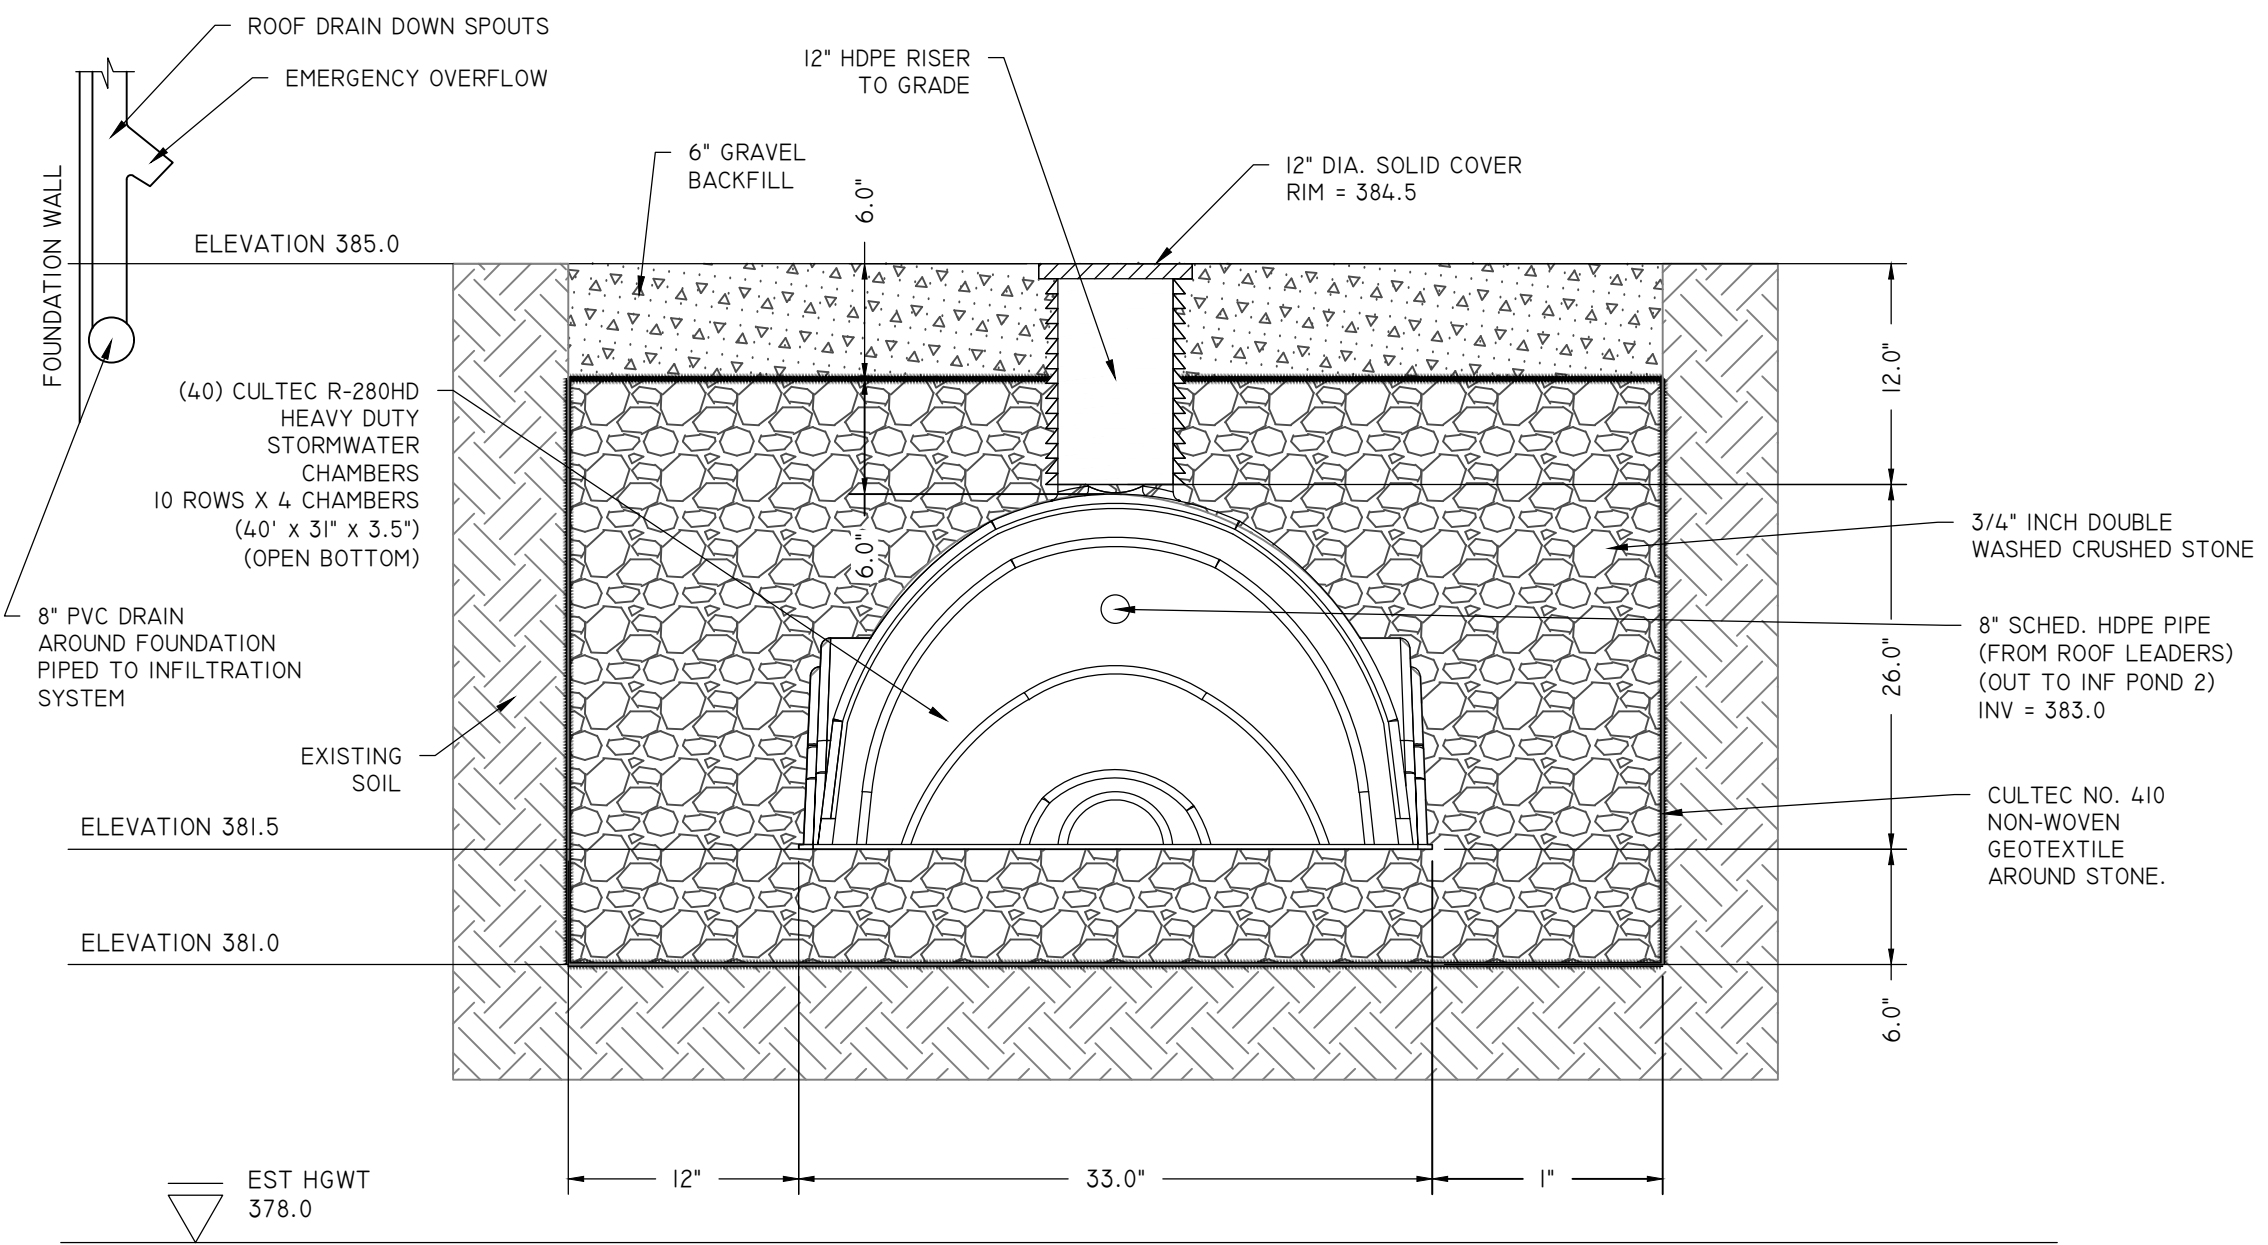 ROOF DRAIN DOWN SPOUTS
EMERGENCY OVERFLOW
12" HDPE RISER
TO GRADE
6" GRAVEL
BACKFILL
6.0"
12" DIA. SOLID COVER
RIM = 384.5
FOUNDATION WALL
ELEVATION 385.0
12.0"
(40) CULTEC R-280HD
HEAVY DUTY
STORMWATER
CHAMBERS
10 ROWS X 4 CHAMBERS
(40' x 31" x 3.5")
(OPEN BOTTOM)
6.0"
3/4" INCH DOUBLE
WASHED CRUSHED STONE
8" PVC DRAIN
AROUND FOUNDATION
PIPED TO INFILTRATION
SYSTEM
8" SCHED. HDPE PIPE
(FROM ROOF LEADERS)
(OUT TO INF POND 2)
INV = 383.0
26.0"
EXISTING
SOIL
CULTEC NO. 410
NON-WOVEN
GEOTEXTILE
AROUND STONE.
ELEVATION 381.5
ELEVATION 381.0
6.0"
EST HGWT
378.0
12"
33.0"
1"